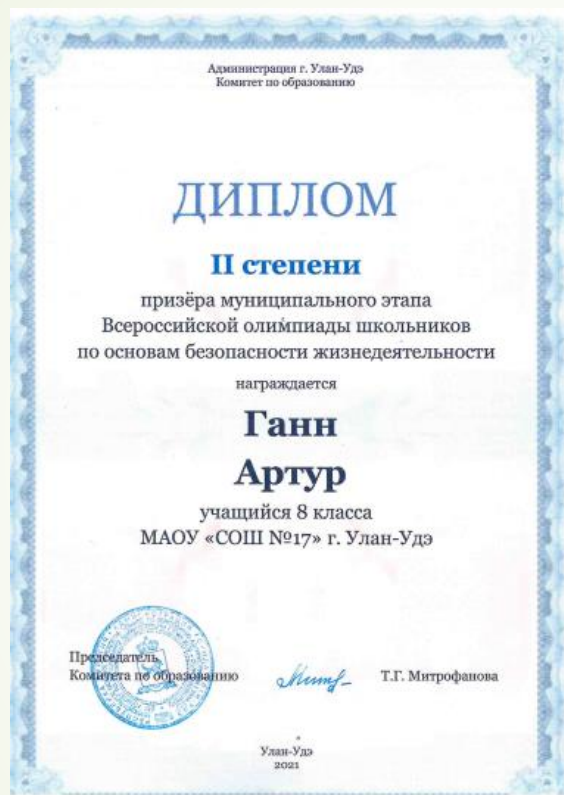 Администрация г. Улан-Удэ
Комитет по образованию
ДИПЛОМ
II степени
призёра муниципального этапа
Всероссийской олимпиады школьников
по основам безопасности жизнедеятельности
награждается
Ганн
Артур
учащийся 8 класса
МАОУ «СОШ №17» г. Улан-Удэ
Председатель
Комитета по образованию
Т.Г. Митрофанова
Улан-Удэ
2021